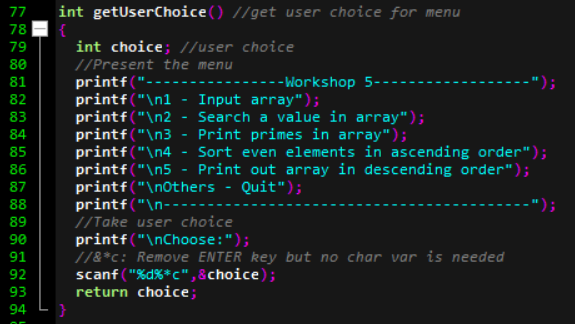 77 int getUserChoice() //get user choice for menu
78 {
79 int choice; //user choice
80 //Present the menu
81 printf("----------------Workshop 5------------------");
82 printf("\n1 - Input array");
83 printf("\n2 - Search a value in array");
84 printf("\n3 - Print primes in array");
85 printf("\n4 - Sort even elements in ascending order");
86 printf("\n5 - Print out array in descending order");
87 printf("\nOthers - Quit");
88 printf("\n------------------------------------------");
89 //Take user choice
90 printf("\nChoose:");
91 //&*c: Remove ENTER key but no char var is needed
92 scanf("%d%*c",&choice);
93 return choice;
94 }